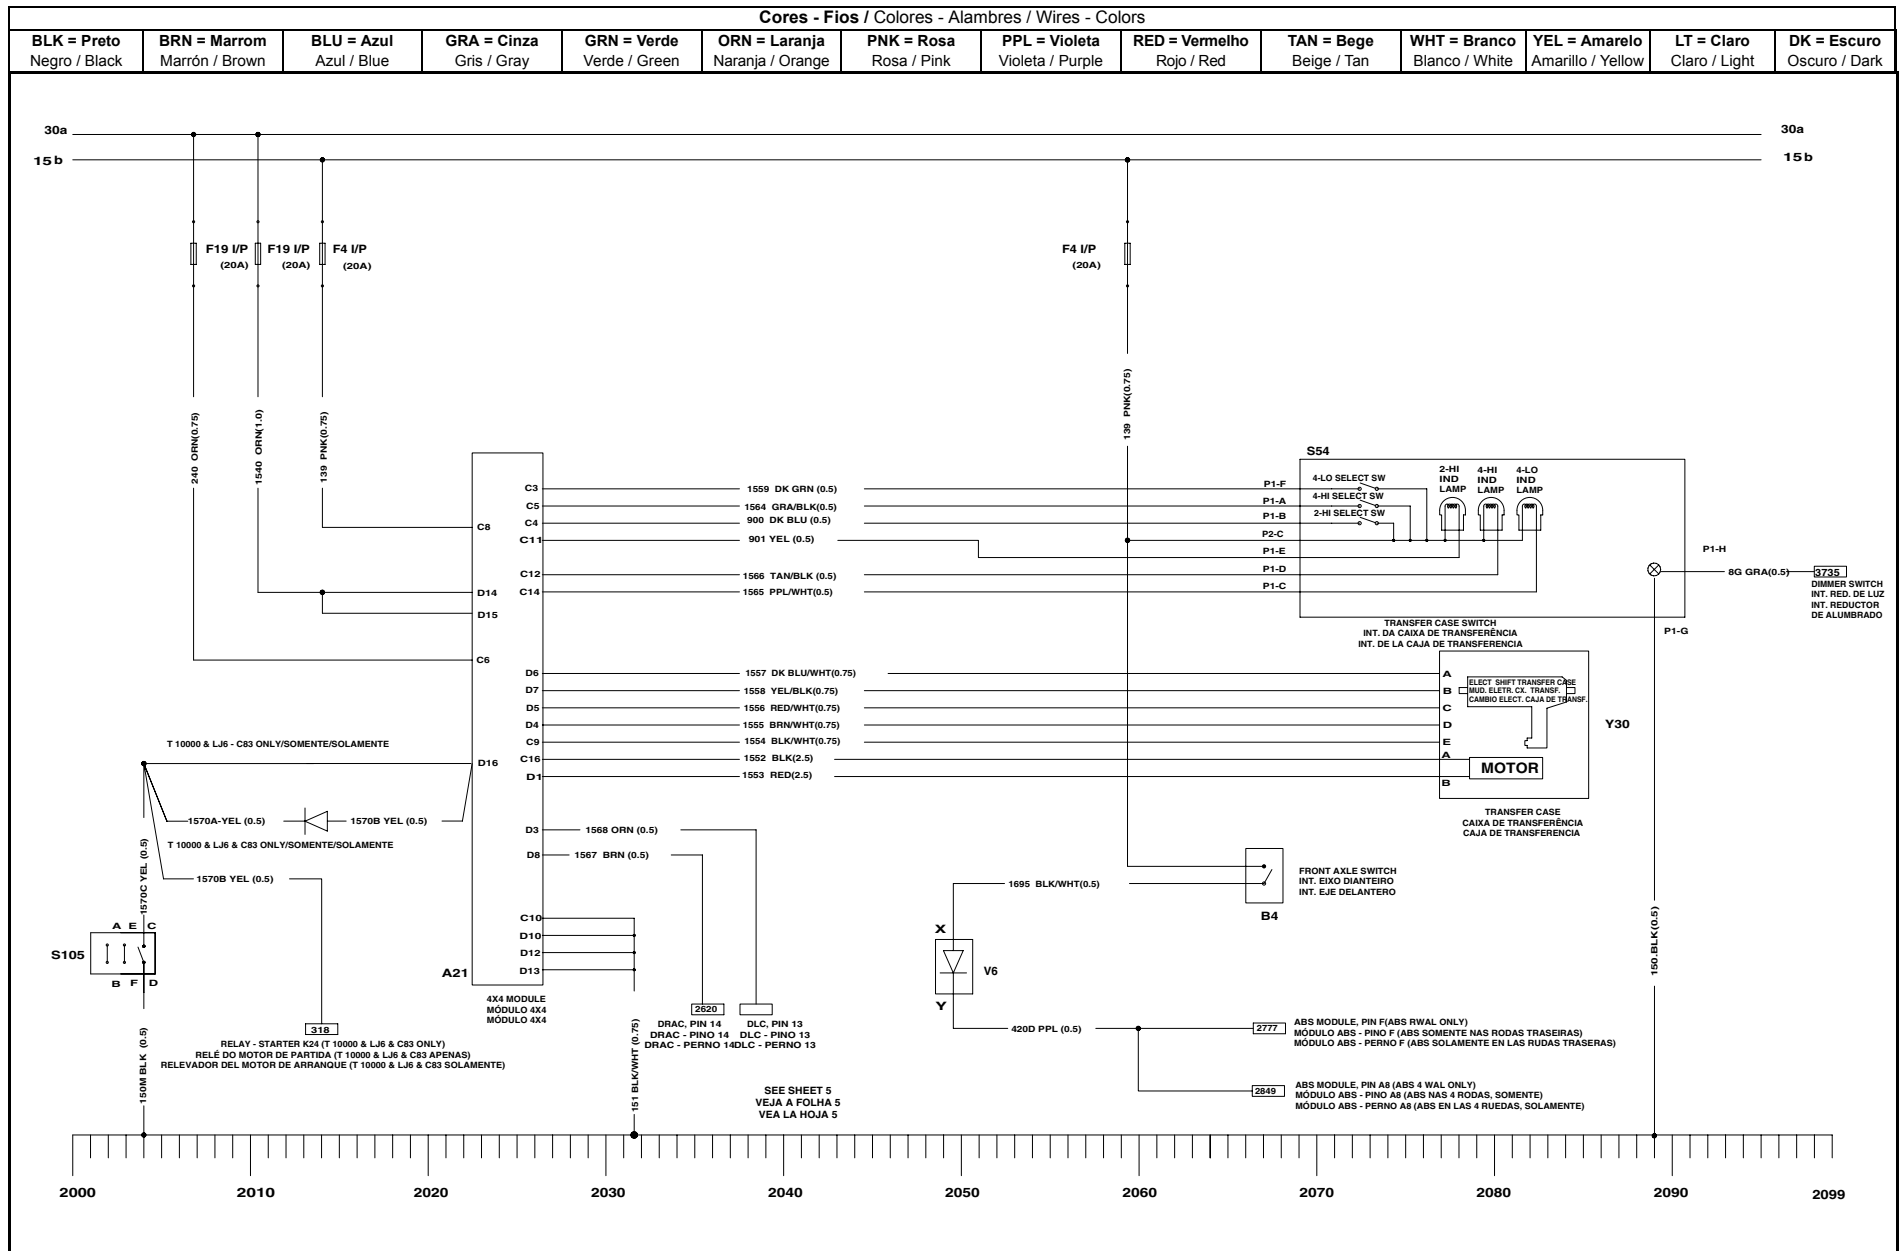 Cores - Fios / Colores - Alambres / Wires - Colors
BLK = Preto
Negro / Black
BRN = Marrom
Marrón / Brown
BLU = Azul
Azul / Blue
GRA = Cinza
Gris / Gray
GRN = Verde
Verde / Green
ORN = Laranja
Naranja / Orange
PNK = Rosa
Rosa / Pink
PPL = Violeta
Violeta / Purple
RED = Vermelho
Rojo / Red
TAN = Bege
Beige / Tan
WHT = Branco
Blanco / White
YEL = Amarelo
Amarillo / Yellow
LT = Claro
Claro / Light
DK = Escuro
Oscuro / Dark
30a
30a
15 b
15 b
F19 I/P
(20A)
F19 I/P
(20A)
F4 I/P
(20A)
F4 I/P
(20A)
240 ORN(0.75)
1540 ORN(1.0)
139 PNK(0.75)
139 PNK(0.75)
C8
D14
D15
C6
D16
C3
C5
C4
C11
C12
C14
D6
D7
D5
D4
C9
C16
D1
D3
D8
C10
D10
D12
D13
1559 DK GRN (0.5)
1564 GRA/BLK(0.5)
900 DK BLU (0.5)
901 YEL (0.5)
1566 TAN/BLK (0.5)
1565 PPL/WHT(0.5)
1557 DK BLU/WHT(0.75)
1558 YEL/BLK(0.75)
1556 RED/WHT(0.75)
1555 BRN/WHT(0.75)
1554 BLK/WHT(0.75)
1552 BLK(2.5)
1553 RED(2.5)
1568 ORN (0.5)
1567 BRN (0.5)
P1-F
P1-A
P1-B
P2-C
P1-E
P1-D
P1-C
S54
4-LO SELECT SW
4-HI SELECT SW
2-HI SELECT SW
2-HI
IND
LAMP
4-HI
IND
LAMP
4-LO
IND
LAMP
P1-H
8G GRA(0.5)
3735
DIMMER SWITCH
INT. RED. DE LUZ
INT. REDUCTOR
DE ALUMBRADO
P1-G
TRANSFER CASE SWITCH
INT. DA CAIXA DE TRANSFERÊNCIA
INT. DE LA CAJA DE TRANSFERENCIA
A
B
C
D
E
A
B
ELECT SHIFT TRANSFER CASE
MUD. ELETR. CX. TRANSF.
CAMBIO ELECT. CAJA DE TRANSF.
Y30
MOTOR
TRANSFER CASE
CAIXA DE TRANSFERÊNCIA
CAJA DE TRANSFERENCIA
T 10000 & LJ6 - C83 ONLY/SOMENTE/SOLAMENTE
1570A-YEL (0.5)
1570B YEL (0.5)
T 10000 & LJ6 & C83 ONLY/SOMENTE/SOLAMENTE
1570B YEL (0.5)
1570C YEL (0.5)
A E C
S105
B F D
150M BLK (0.5)
318
RELAY - STARTER K24 (T 10000 & LJ6 & C83 ONLY)
RELÉ DO MOTOR DE PARTIDA (T 10000 & LJ6 & C83 APENAS)
RELEVADOR DEL MOTOR DE ARRANQUE (T 10000 & LJ6 & C83 SOLAMENTE)
A21
4X4 MODULE
MÓDULO 4X4
MÓDULO 4X4
151 BLK/WHT (0.75)
2620
DRAC, PIN 14
DRAC - PINO 14
DRAC - PERNO 14
DLC, PIN 13
DLC - PINO 13
DLC - PERNO 13
SEE SHEET 5
VEJA A FOLHA 5
VEA LA HOJA 5
1695 BLK/WHT(0.5)
FRONT AXLE SWITCH
INT. EIXO DIANTEIRO
INT. EJE DELANTERO
B4
X
V6
Y
420D PPL (0.5)
2777
ABS MODULE, PIN F(ABS RWAL ONLY)
MÓDULO ABS - PINO F (ABS SOMENTE NAS RODAS TRASEIRAS)
MÓDULO ABS - PERNO F (ABS SOLAMENTE EN LAS RUDAS TRASERAS)
2849
ABS MODULE, PIN A8 (ABS 4 WAL ONLY)
MÓDULO ABS - PINO A8 (ABS NAS 4 RODAS, SOMENTE)
MÓDULO ABS - PERNO A8 (ABS EN LAS 4 RUEDAS, SOLAMENTE)
150.BLK(0.5)
2000 2010 2020 2030 2040 2050 2060 2070 2080 2090 2099